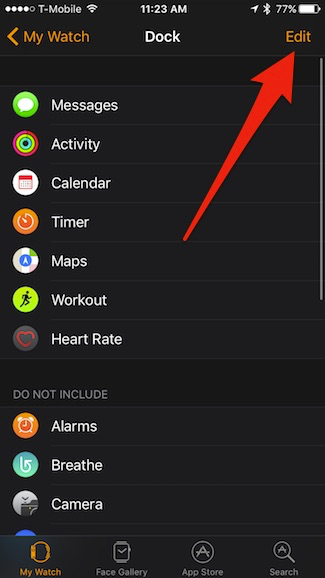 T-Mobile 11:23 AM 77%
My Watch Dock Edit
Messages
Activity
Calendar
Timer
Maps
Workout
Heart Rate
DO NOT INCLUDE
Alarms
Breathe
Camera
My Watch Face Gallery App Store Search